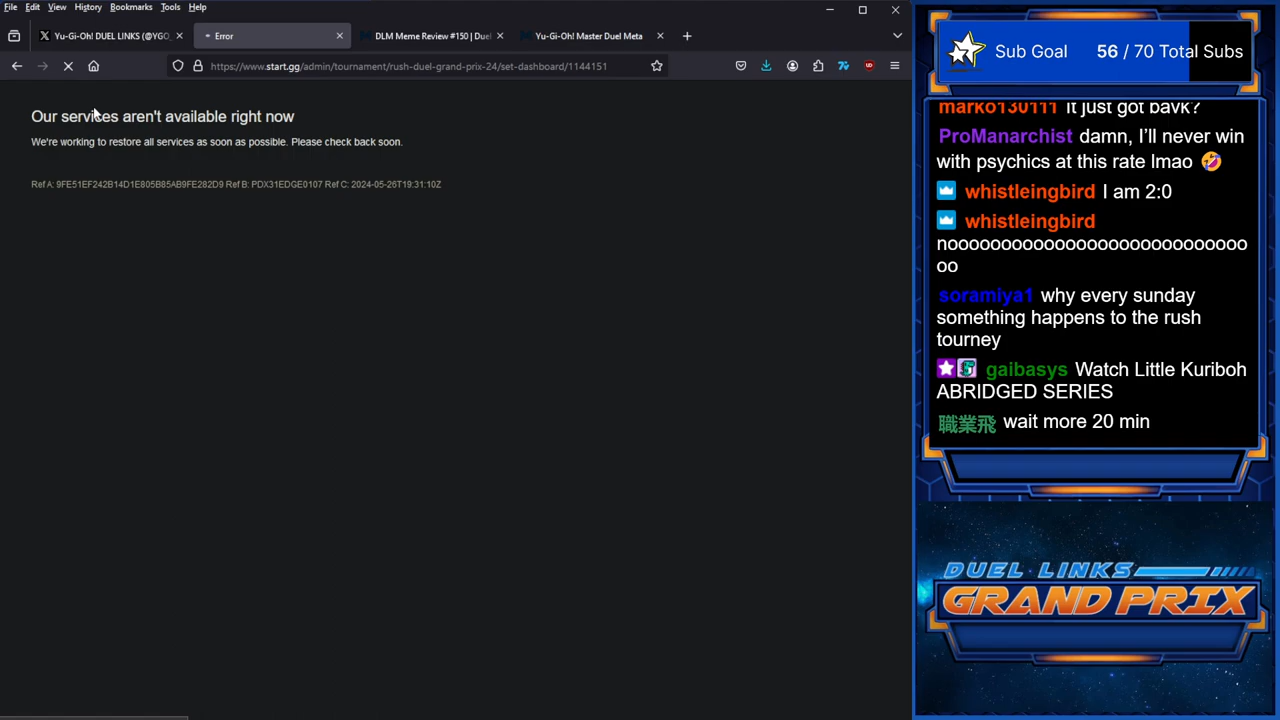 File Edit View History Bookmarks Tools Help
Yu-Gi-Oh! DUEL LINKS (@YGO_
Error
DLM Meme Review #150 | Duel
Yu-Gi-Oh! Master Duel Meta
https://www.start.gg/admin/tournament/rush-duel-grand-prix-24/set-dashboard/1144151
Our services aren't available right now
We're working to restore all services as soon as possible. Please check back soon.
Ref A: 9FE51EF242B14D1E805B85AB9FE282D9 Ref B: PDX31EDGE0107 Ref C: 2024-05-26T19:31:10Z
Sub Goal 56 / 70 Total Subs
marko130111 it just got bavk?
ProManarchist damn, I'll never win
with psychics at this rate lmao 🤣
whistleingbird I am 2:0
whistleingbird
noooooooooooooooooooooooooooo
oo
soramiya1 why every sunday
something happens to the rush
tourney
gaibasys Watch Little Kuriboh
ABRIDGED SERIES
職業飛 wait more 20 min
DUEL LINKS
GRAND PRIX